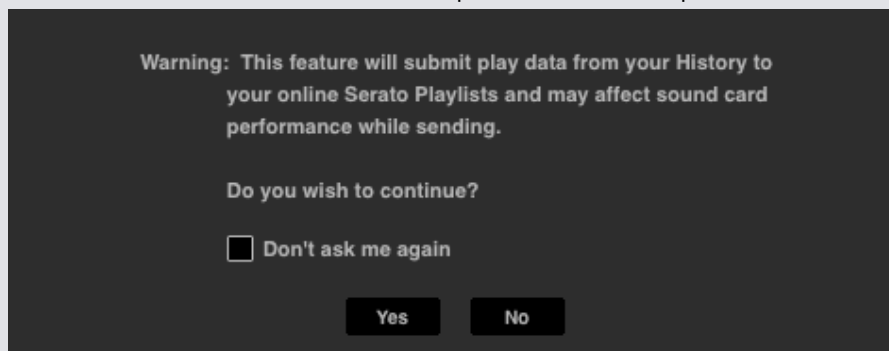 Warning: This feature will submit play data from your History to
your online Serato Playlists and may affect sound card
performance while sending.
Do you wish to continue?
Don't ask me again
Yes No